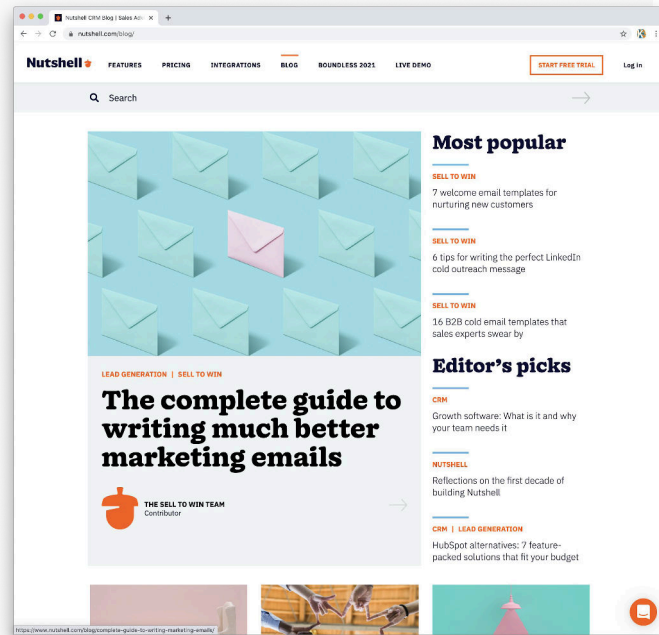 Nutshell CRM Blog | Sales Adv
nutshell.com/blog/
Nutshell
FEATURES
PRICING
INTEGRATIONS
BLOG
BOUNDLESS 2021
LIVE DEMO
START FREE TRIAL
Log in
Search
LEAD GENERATION | SELL TO WIN
The complete guide to
writing much better
marketing emails
THE SELL TO WIN TEAM
Contributor
Most popular
SELL TO WIN
7 welcome email templates for
nurturing new customers
SELL TO WIN
6 tips for writing the perfect LinkedIn
cold outreach message
SELL TO WIN
16 B2B cold email templates that
sales experts swear by
Editor's picks
CRM
Growth software: What is it and why
your team needs it
NUTSHELL
Reflections on the first decade of
building Nutshell
CRM | LEAD GENERATION
HubSpot alternatives: 7 feature-
packed solutions that fit your budget
https://www.nutshell.com/blog/complete-guide-to-writing-marketing-emails/